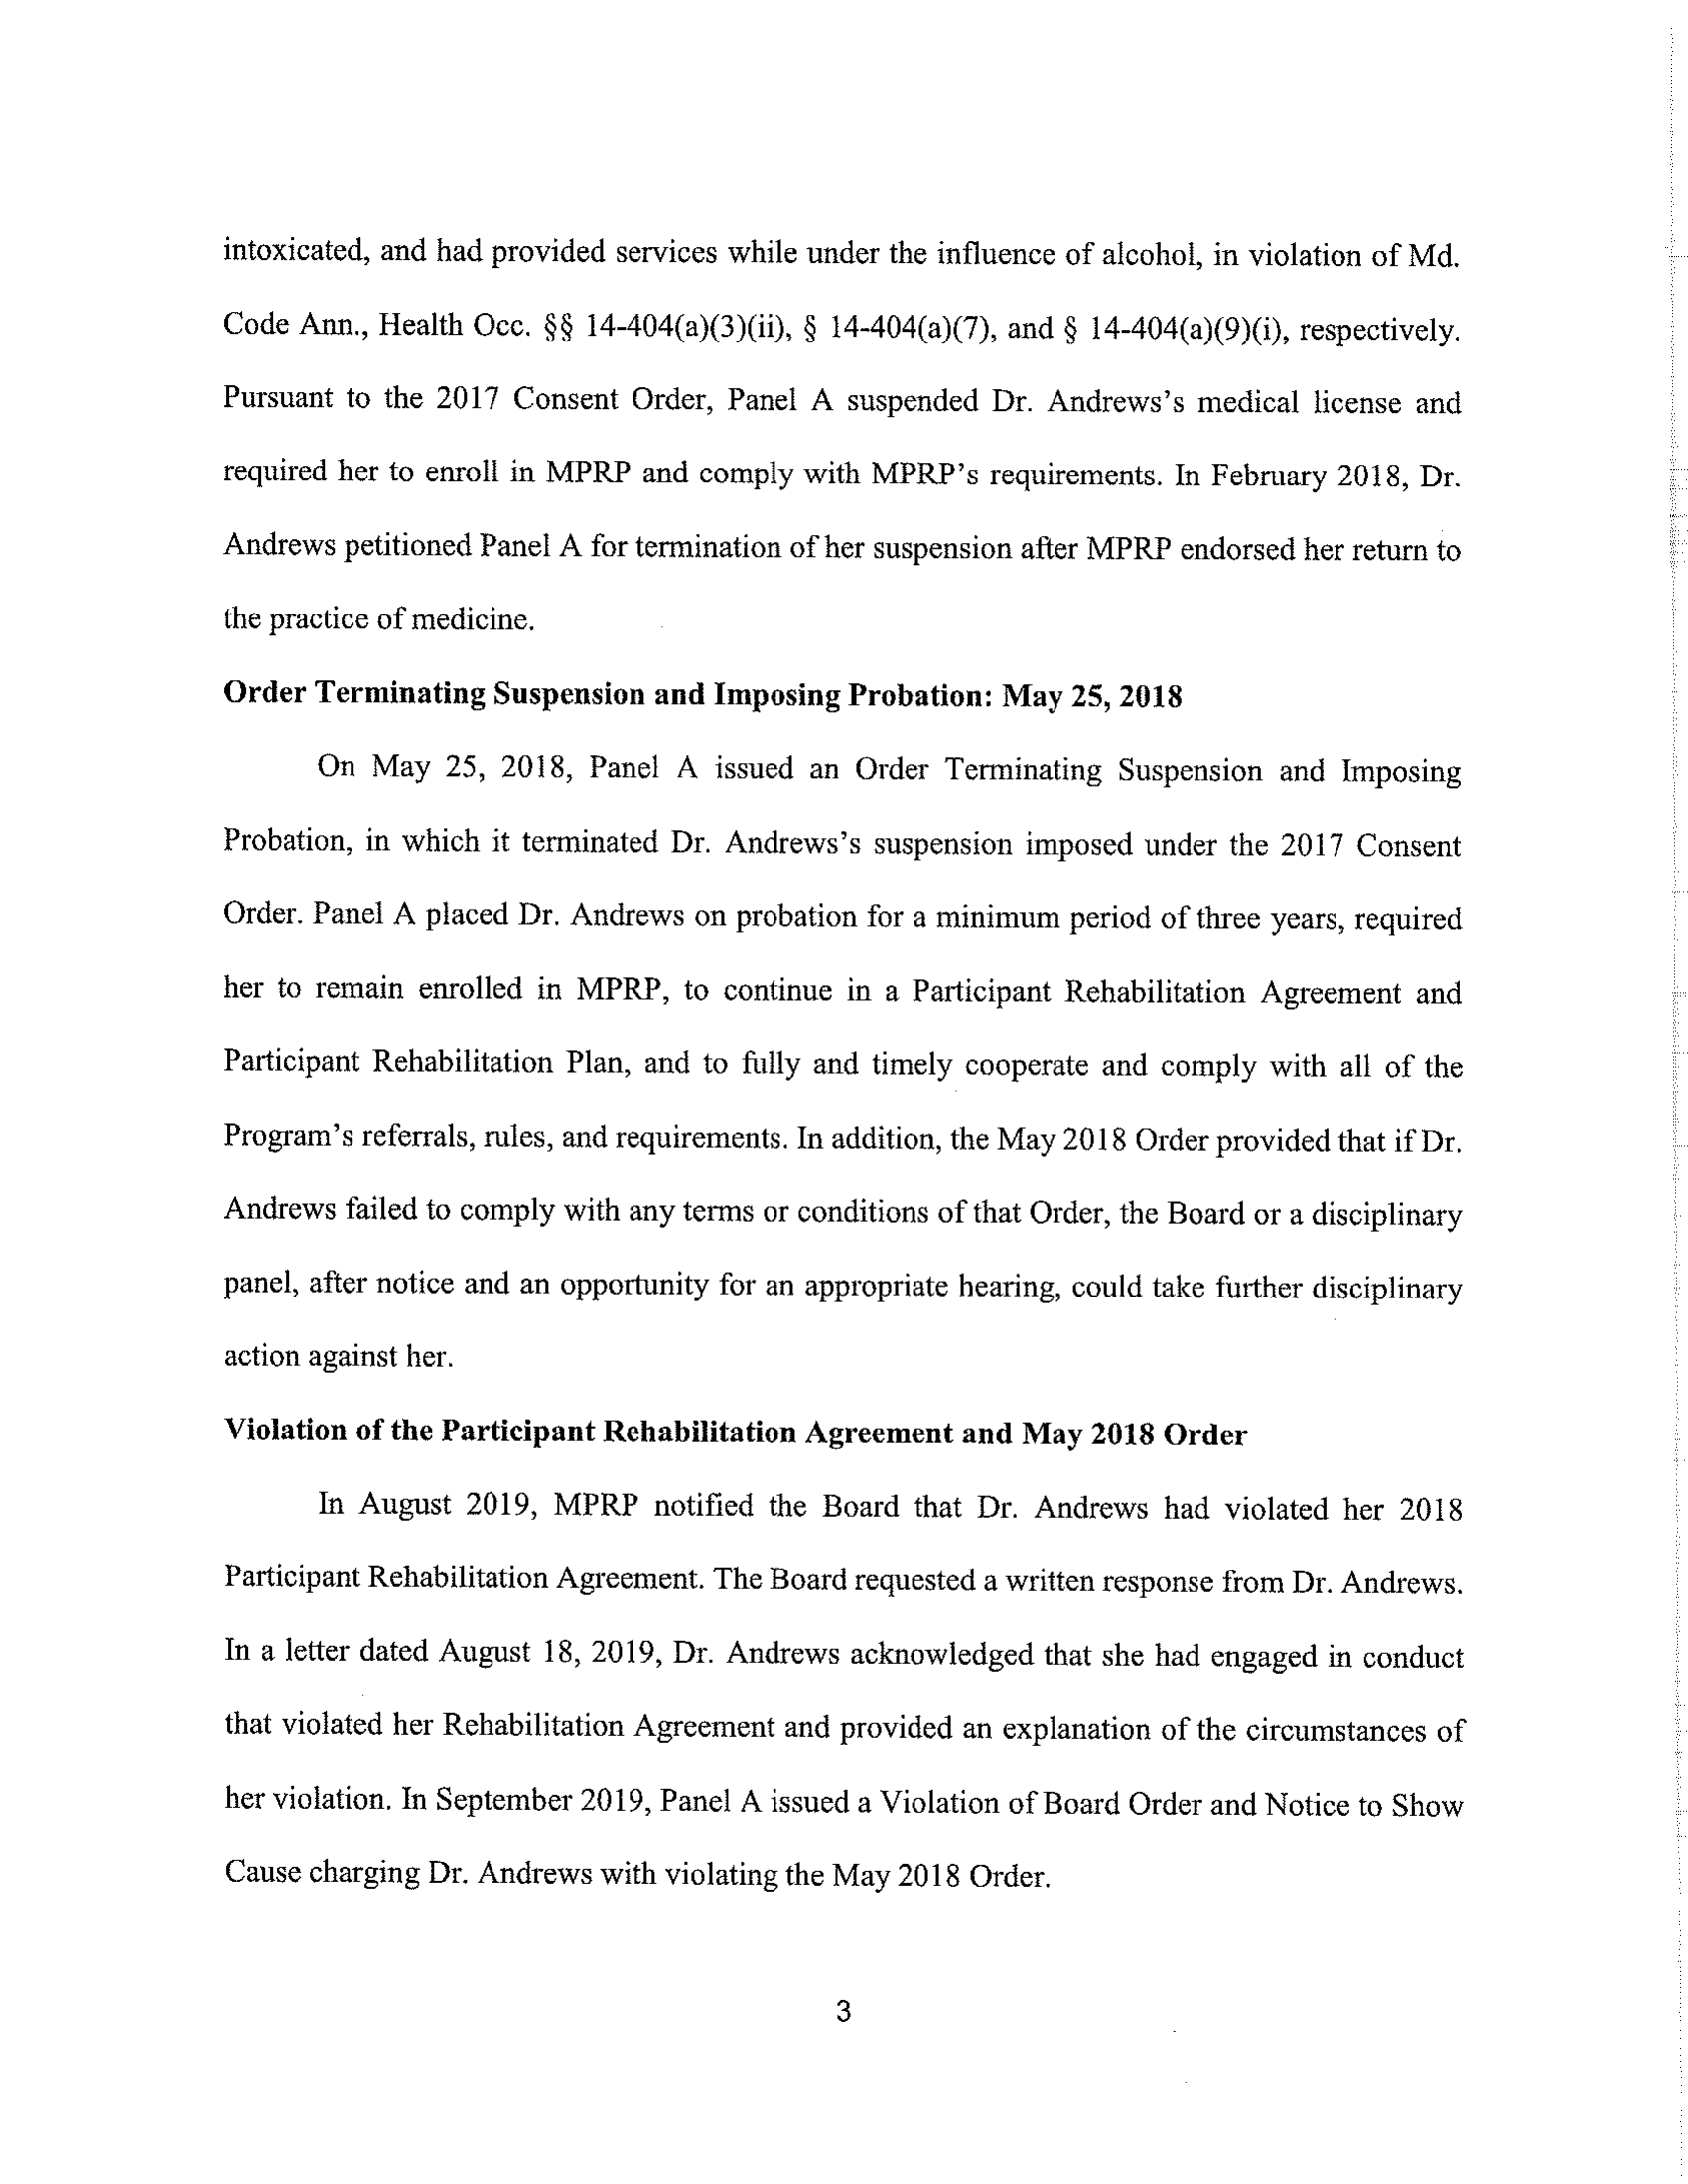 intoxicated, and had provided services while under the influence of alcohol, in violation of Md.
Code Ann., Health Occ. §§ 14-404(a)(3)(ii), § 14-404(a)(7), and § 14-404(a)(9)(i), respectively.
Pursuant to the 2017 Consent Order, Panel A suspended Dr. Andrews's medical license and
required her to enroll in MPRP and comply with MPRP's requirements. In February 2018, Dr.
Andrews petitioned Panel A for termination of her suspension after MPRP endorsed her return to
the practice of medicine.
Order Terminating Suspension and Imposing Probation: May 25, 2018
On May 25, 2018, Panel A issued an Order Terminating Suspension and Imposing
Probation, in which it terminated Dr. Andrews's suspension imposed under the 2017 Consent
Order. Panel A placed Dr. Andrews on probation for a minimum period of three years, required
her to remain enrolled in MPRP, to continue in a Participant Rehabilitation Agreement and
Participant Rehabilitation Plan, and to fully and timely cooperate and comply with all of the
Program's referrals, rules, and requirements. In addition, the May 2018 Order provided that if Dr.
Andrews failed to comply with any terms or conditions of that Order, the Board or a disciplinary
panel, after notice and an opportunity for an appropriate hearing, could take further disciplinary
action against her.
Violation of the Participant Rehabilitation Agreement and May 2018 Order
In August 2019, MPRP notified the Board that Dr. Andrews had violated her 2018
Participant Rehabilitation Agreement. The Board requested a written response from Dr. Andrews.
In a letter dated August 18, 2019, Dr. Andrews acknowledged that she had engaged in conduct
that violated her Rehabilitation Agreement and provided an explanation of the circumstances of
her violation. In September 2019, Panel A issued a Violation of Board Order and Notice to Show
Cause charging Dr. Andrews with violating the May 2018 Order.
3